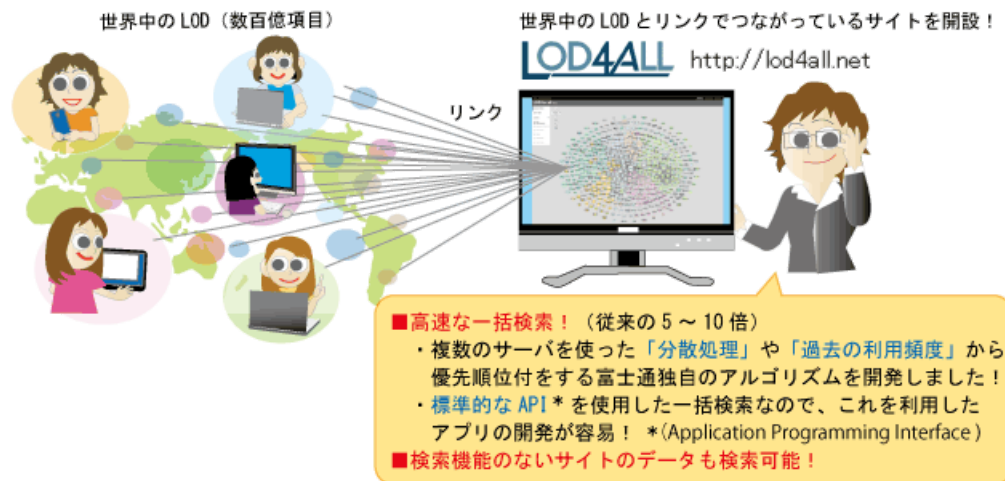 世界中の LOD（数百億項目）
世界中の LOD とリンクでつながっているサイトを開設！
LOD4ALL http://lod4all.net
リンク
■高速な一括検索！（従来の 5 ～ 10 倍）
・複数のサーバを使った「分散処理」や「過去の利用頻度」から
優先順位付をする富士通独自のアルゴリズムを開発しました！
・標準的な API * を使用した一括検索なので、これを利用した
アプリの開発が容易！ *(Application Programming Interface )
■検索機能のないサイトのデータも検索可能！